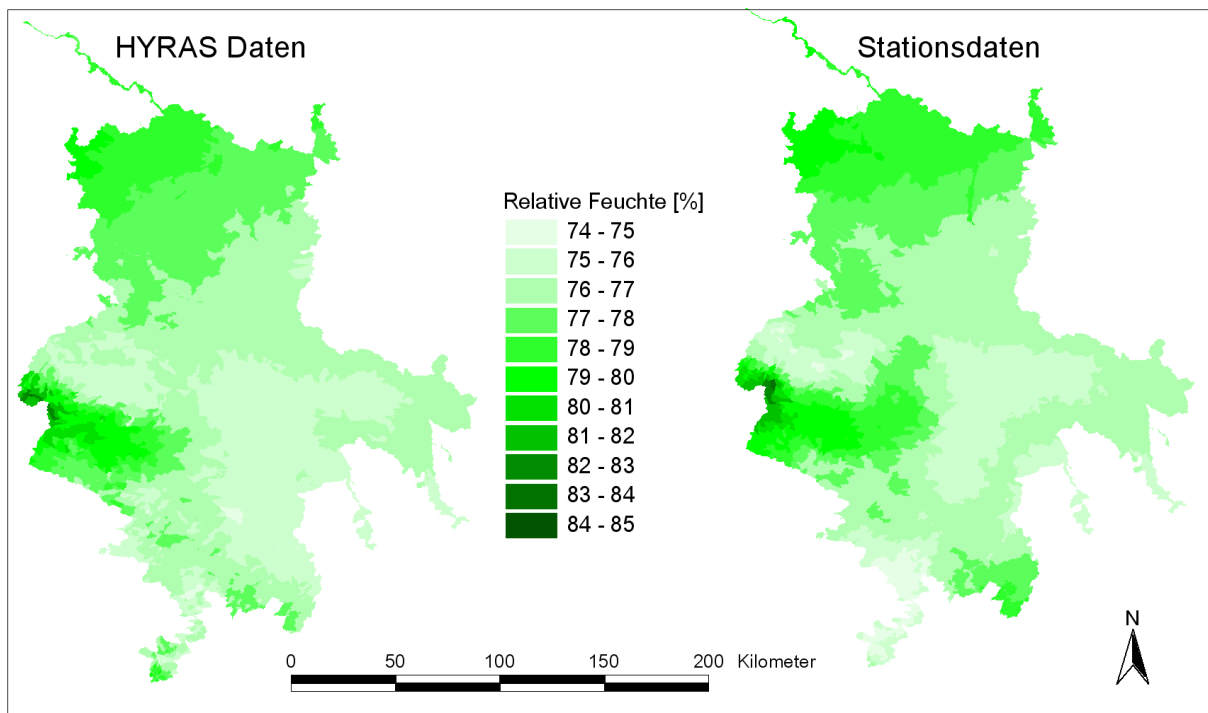 HYRAS Daten
Stationsdaten
Relative Feuchte [%]
74 - 75
75 - 76
76 - 77
77 - 78
78 - 79
79 - 80
80 - 81
81 - 82
82 - 83
83 - 84
84 - 85
N
0 50 100 150 200 Kilometer